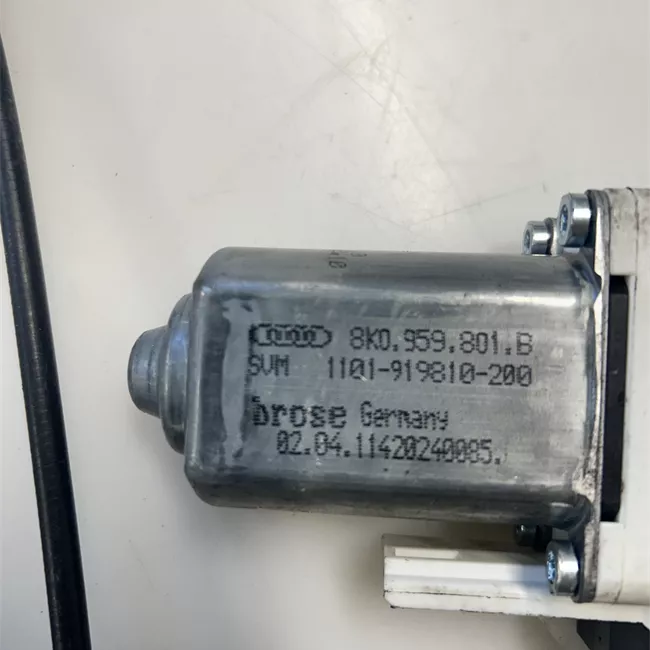 8K0.959.801.B
SVM 1101-919810-200
brose Germany
02.04.11420240085.